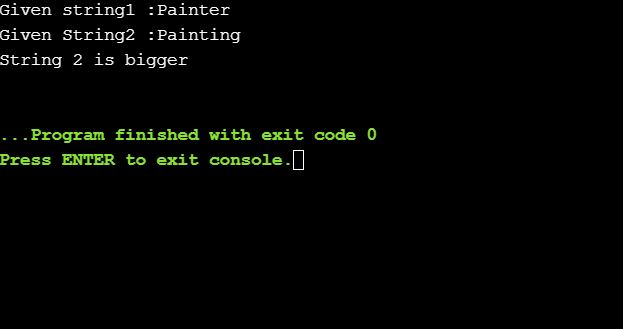 Given string1 :Painter
Given String2 :Painting
String 2 is bigger
...Program finished with exit code 0
Press ENTER to exit console.